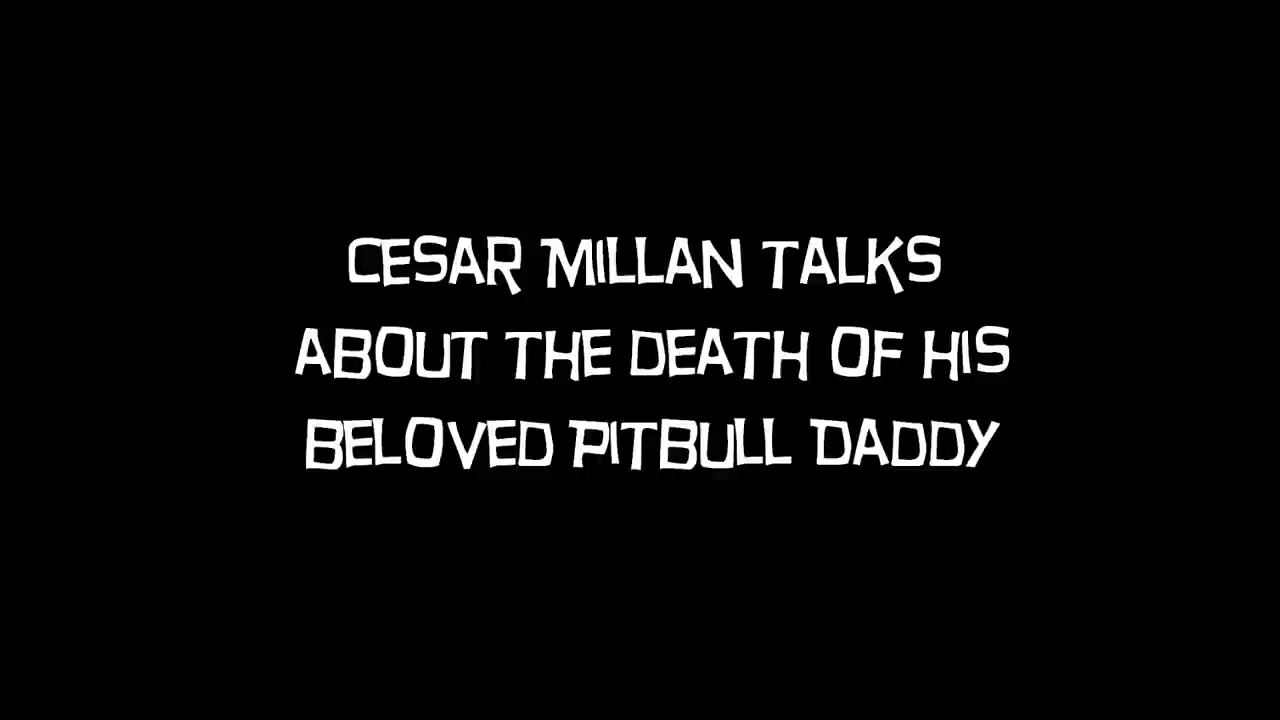 CESAR MILLAN TALKS
ABOUT THE DEATH OF HIS
BELOVED PITBULL DADDY